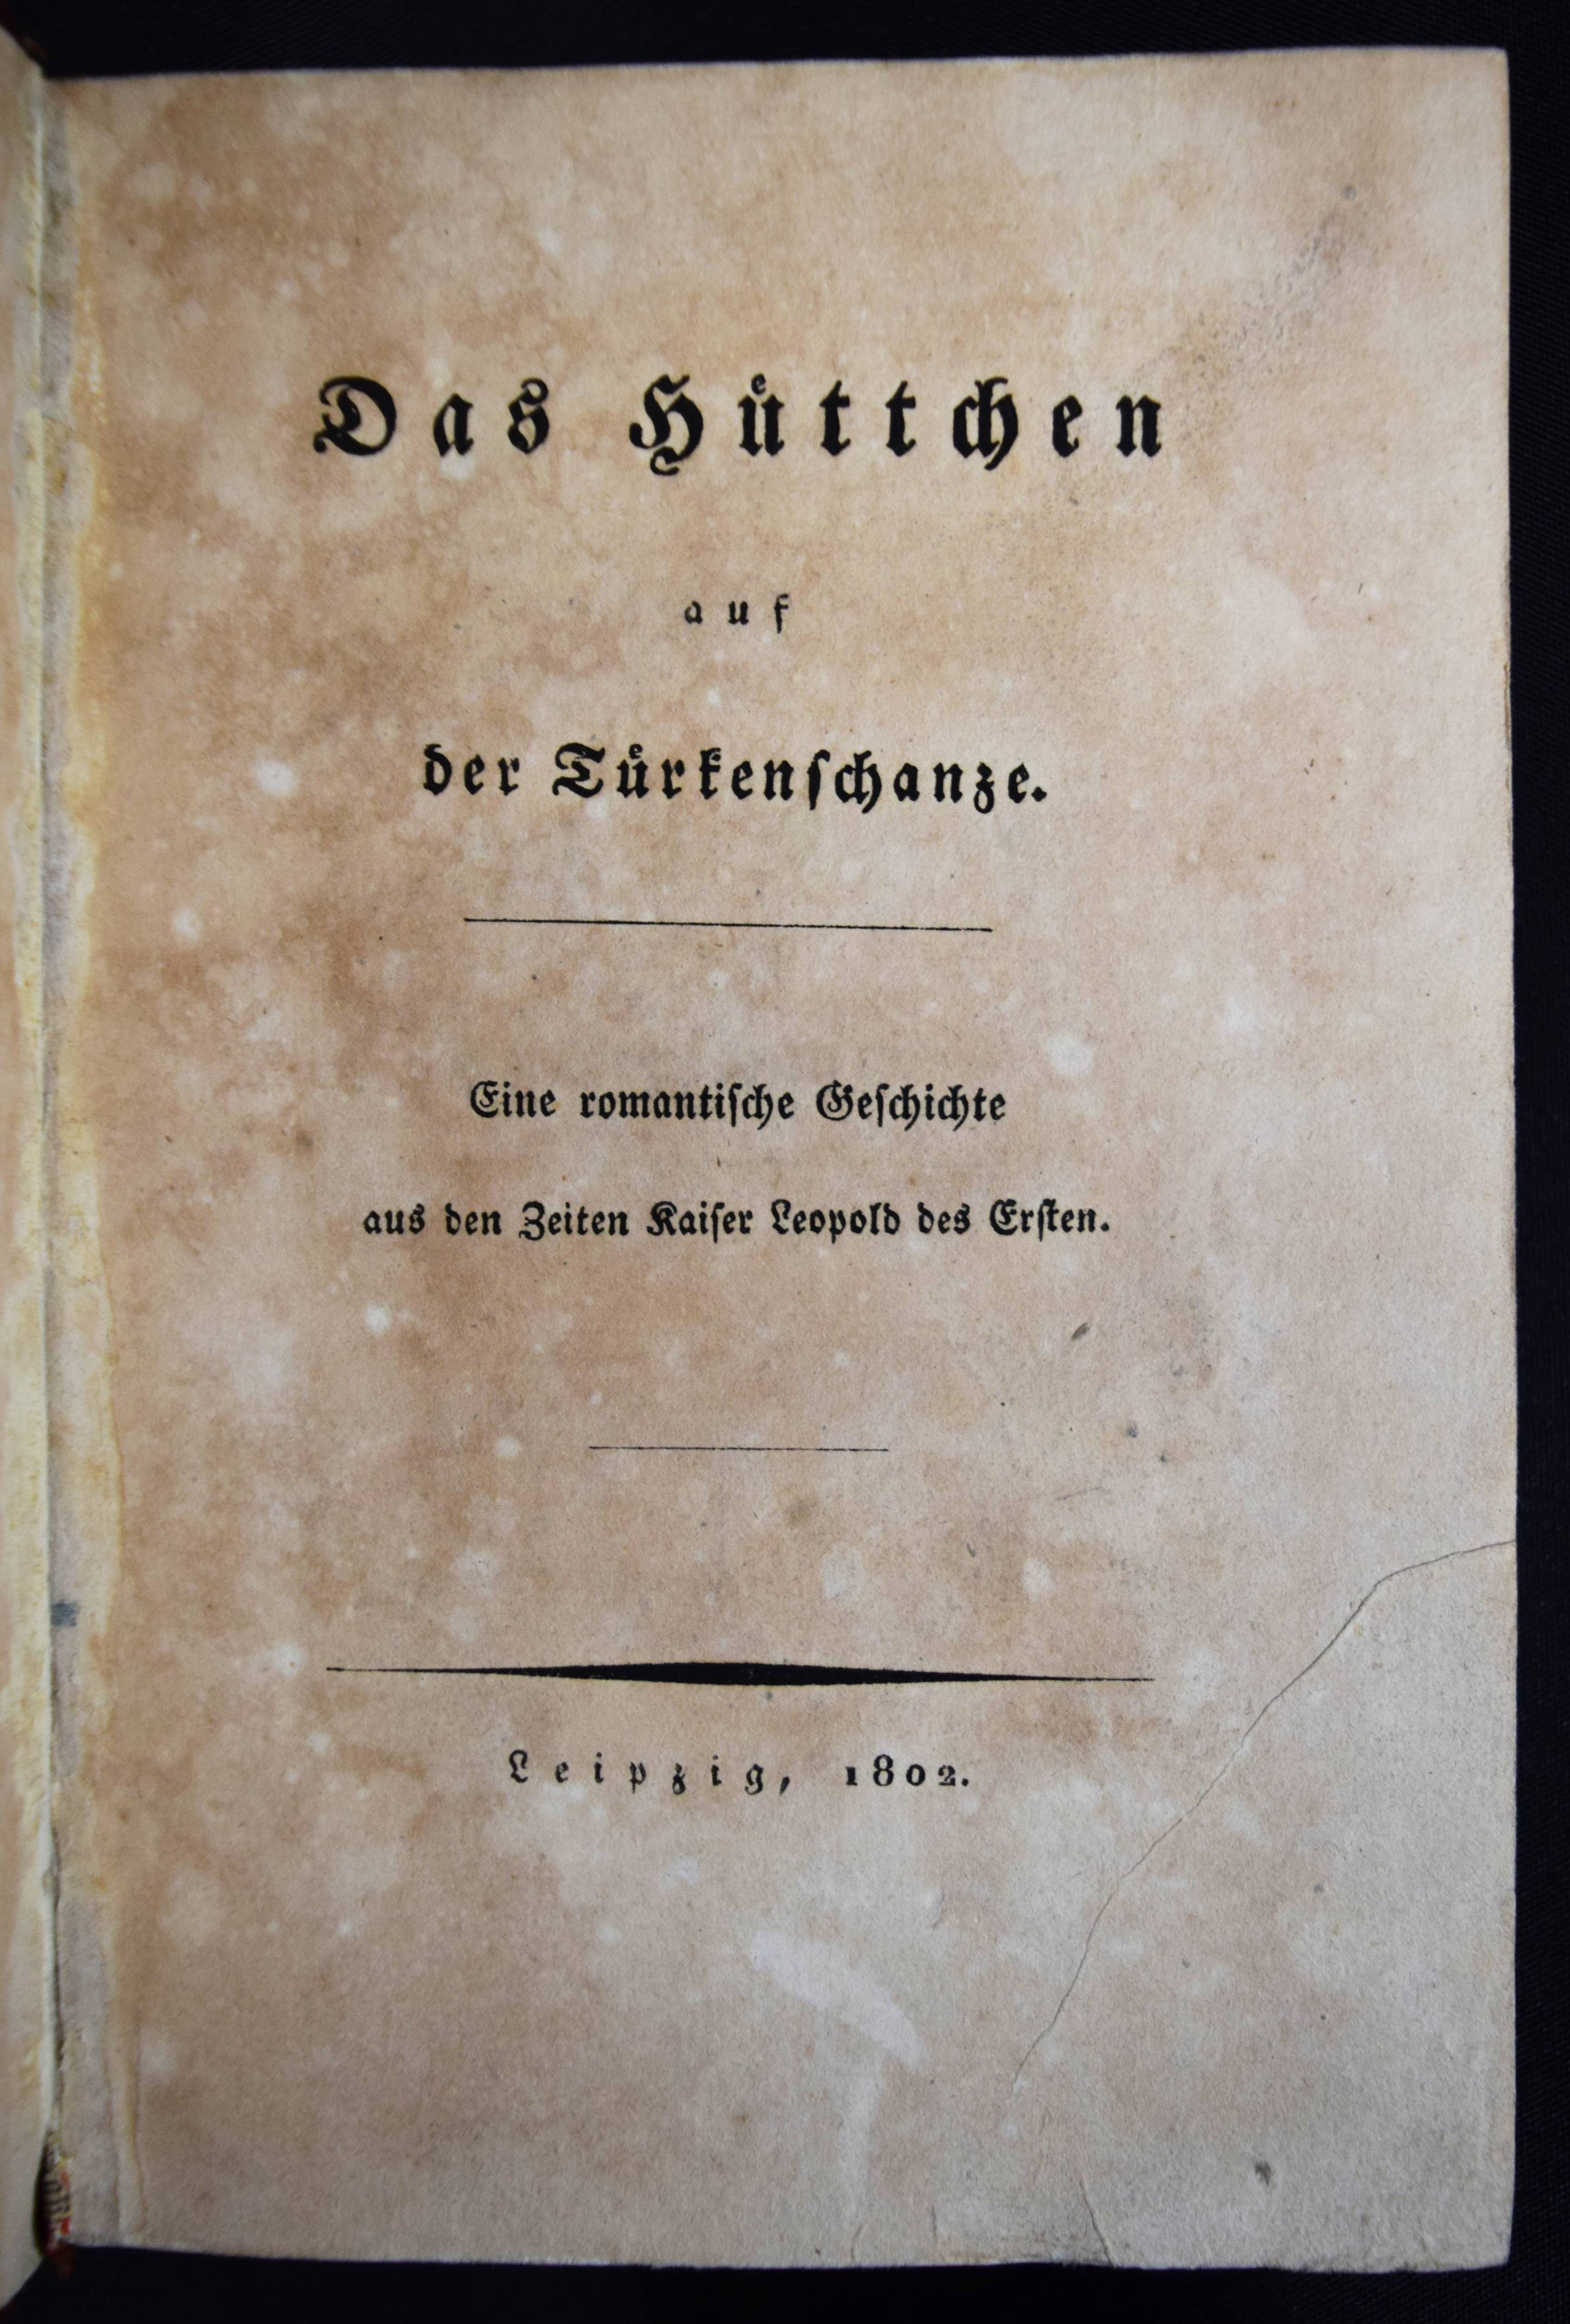 Das Hüttchen
auf
der Türkenſchanze.
Eine romantiſche Geſchichte
aus den Zeiten Kaiſer Leopold des Erſten.
Leipzig, 1802.